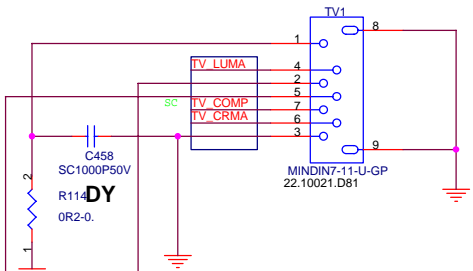 TV1
1
8
TV_LUMA
4
2
SC
5
TV_COMP
7
TV_CRMA
6
3
9
C458
SC1000P50V
MINDIN7-11-U-GP
22.10021.D81
2
R114
DY
0R2-0.
1